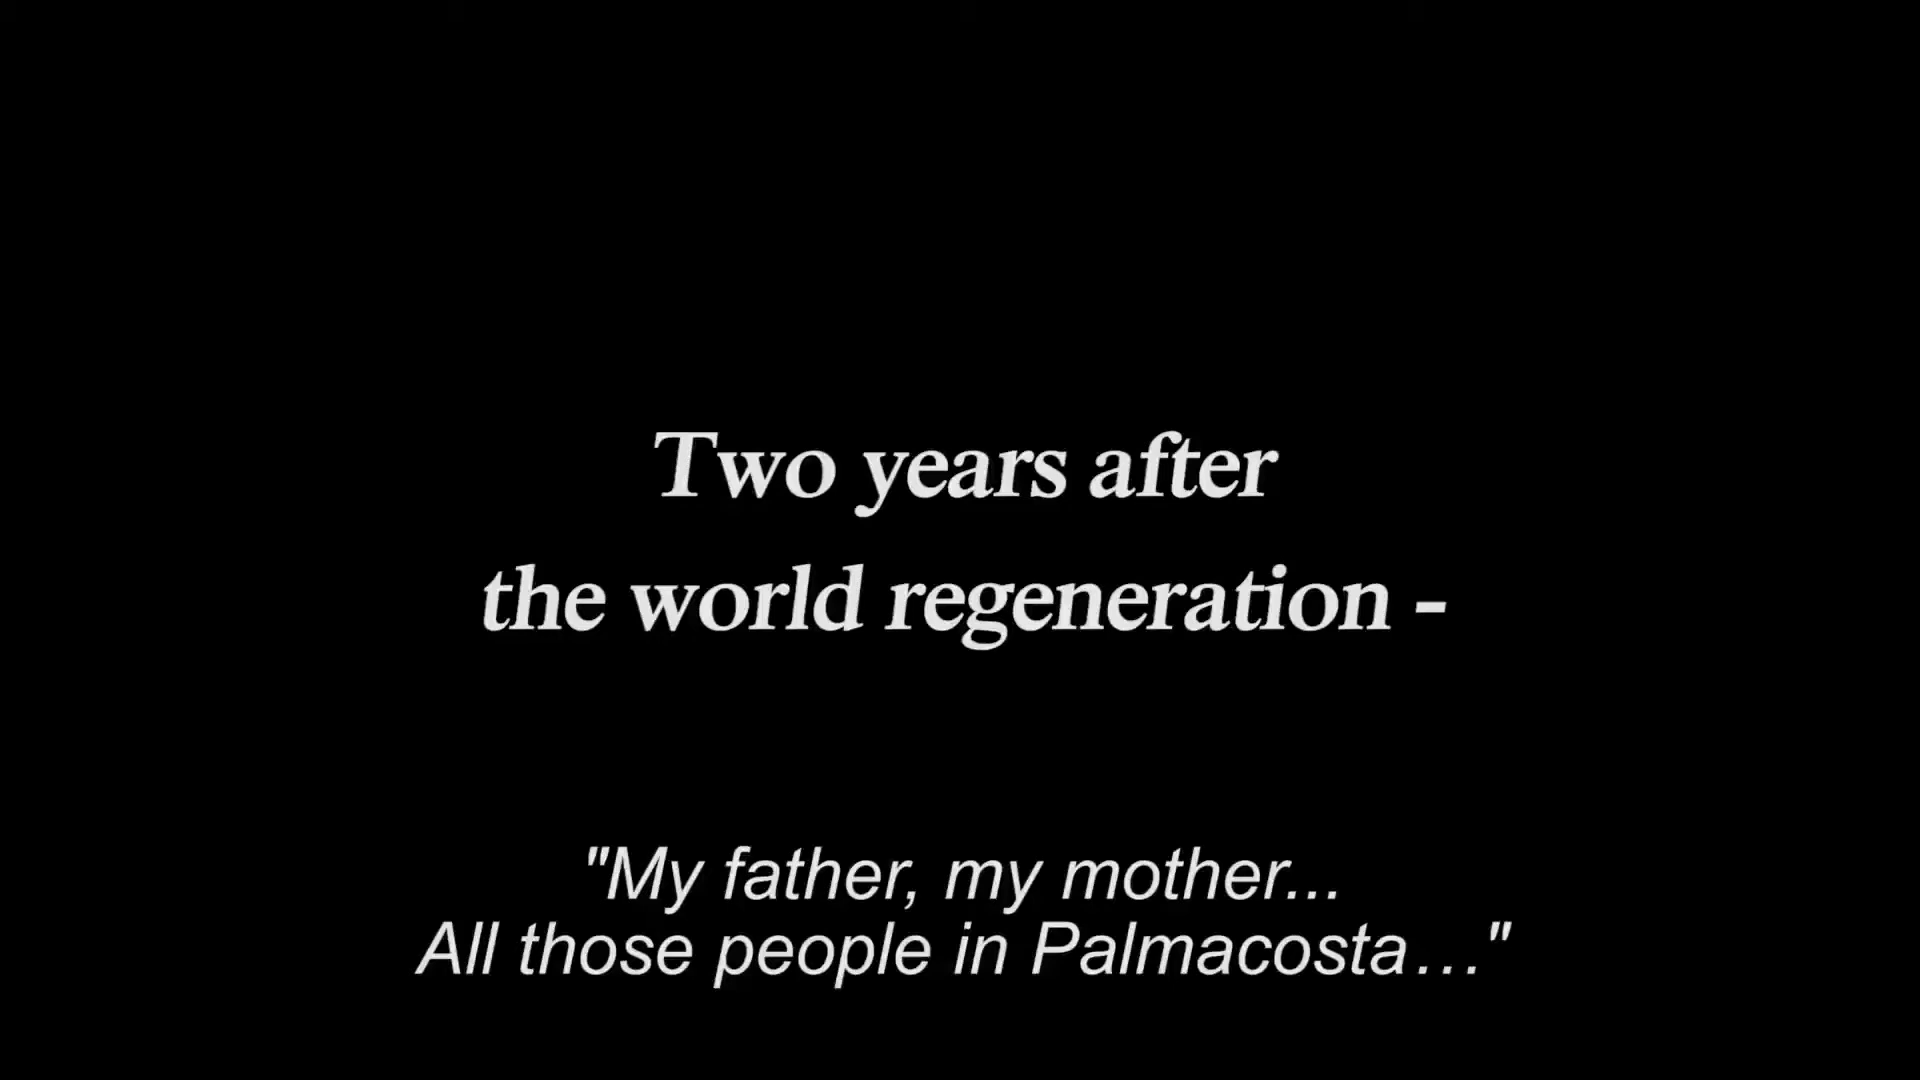 Two years after
the world regeneration -
"My father, my mother...
All those people in Palmacosta…"